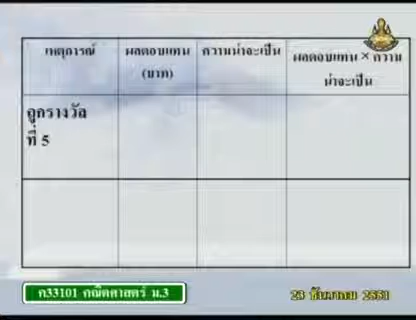 เหตุการณ์
ผลตอบแทน
(บาท)
ความน่าจะเป็น
ผลตอบแทน × ความ
น่าจะเป็น
ถูกรางวัล
ที่ 5
ค33101 คณิตศาสตร์ ม.3
23 ธันวาคม 2551